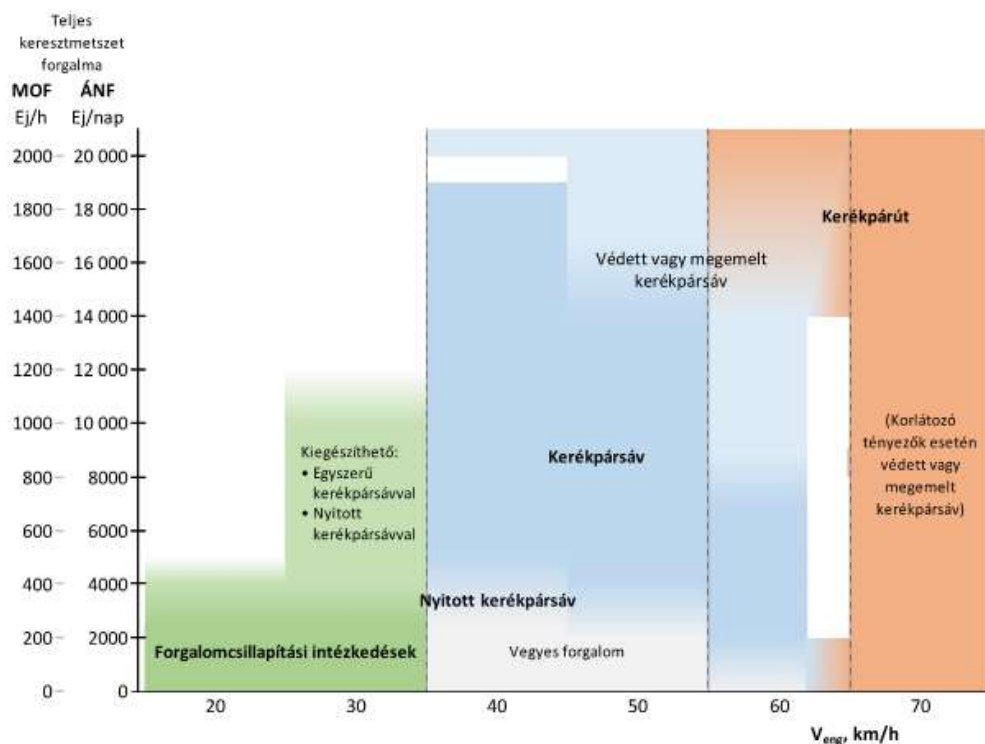 Teljes
keresztmetszet
forgalma
MOF ÁNF
Ej/h Ej/nap
2000 20 000
1800 18 000
1600 16 000
1400 14 000
1200 12 000
1000 10 000
800 8000
600 6000
400 4000
200 2000
0 0
Kerékpárút
Védett vagy megemelt
kerékpársáv
Kiegészíthető:
• Egyszerű
kerékpársávval
• Nyitott
kerékpársávval
Kerékpársáv
(Korlátozó
tényezők esetén
védett vagy
megemelt
kerékpársáv)
Nyitott kerékpársáv
Forgalomcsillapítási intézkedések
Vegyes forgalom
20 30 40 50 60 70
Veng, km/h